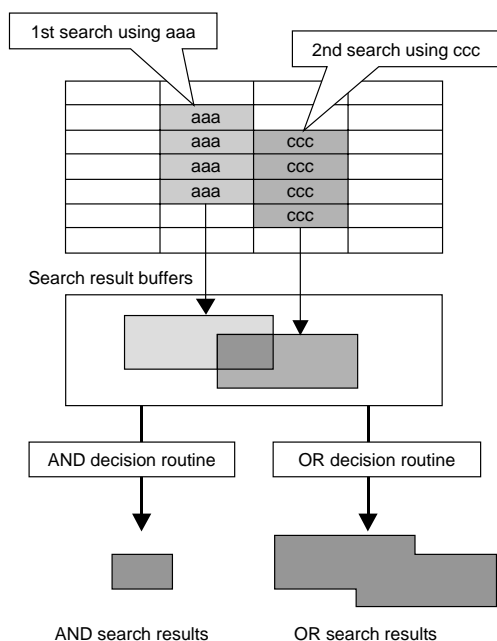 1st search using aaa
2nd search using ccc
aaa
aaa ccc
aaa ccc
aaa ccc
ccc
Search result buffers
AND decision routine
OR decision routine
AND search results
OR search results